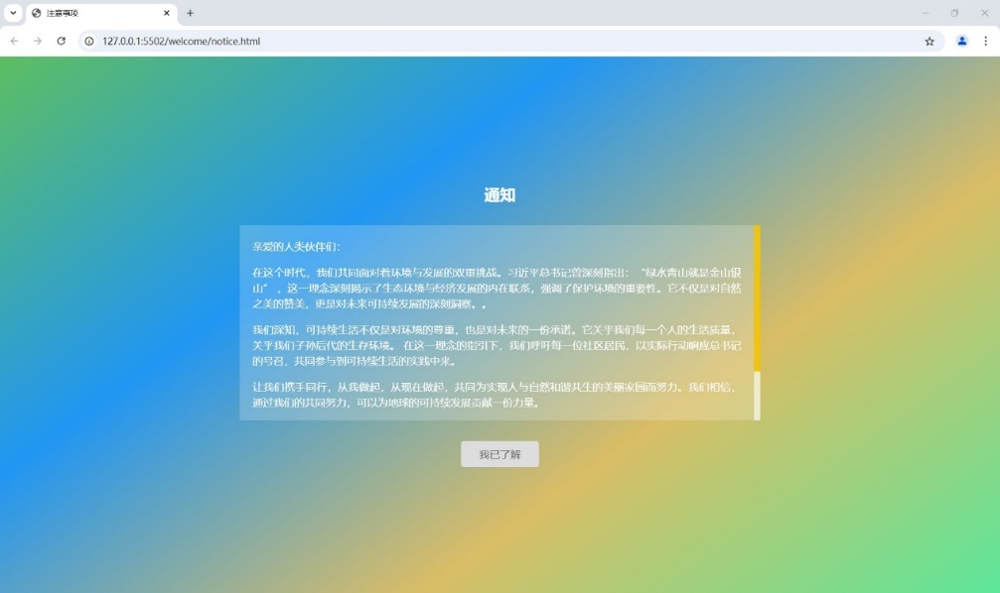 注意事项
127.0.0.1:5502/welcome/notice.html
通知
亲爱的人类伙伴们：
在这个时代，我们共同面对着环境与发展的双重挑战。习近平总书记曾深刻指出： “绿水青山就是金山银
山” ，这一理念深刻揭示了生态环境与经济发展的内在联系，强调了保护环境的重要性。它不仅是对自然
之美的赞美，更是对未来可持续发展的深刻洞察。。
我们深知，可持续生活不仅是对环境的尊重，也是对未来的一份承诺。它关乎我们每一个人的生活质量，
关乎我们子孙后代的生存环境。 在这一理念的指引下，我们呼吁每一位社区居民，以实际行动响应总书记
的号召，共同参与到可持续生活的实践中来。
让我们携手同行，从我做起，从现在做起，共同为实现人与自然和谐共生的美丽家园而努力。我们相信，
通过我们的共同努力，可以为地球的可持续发展贡献一份力量。
我已了解